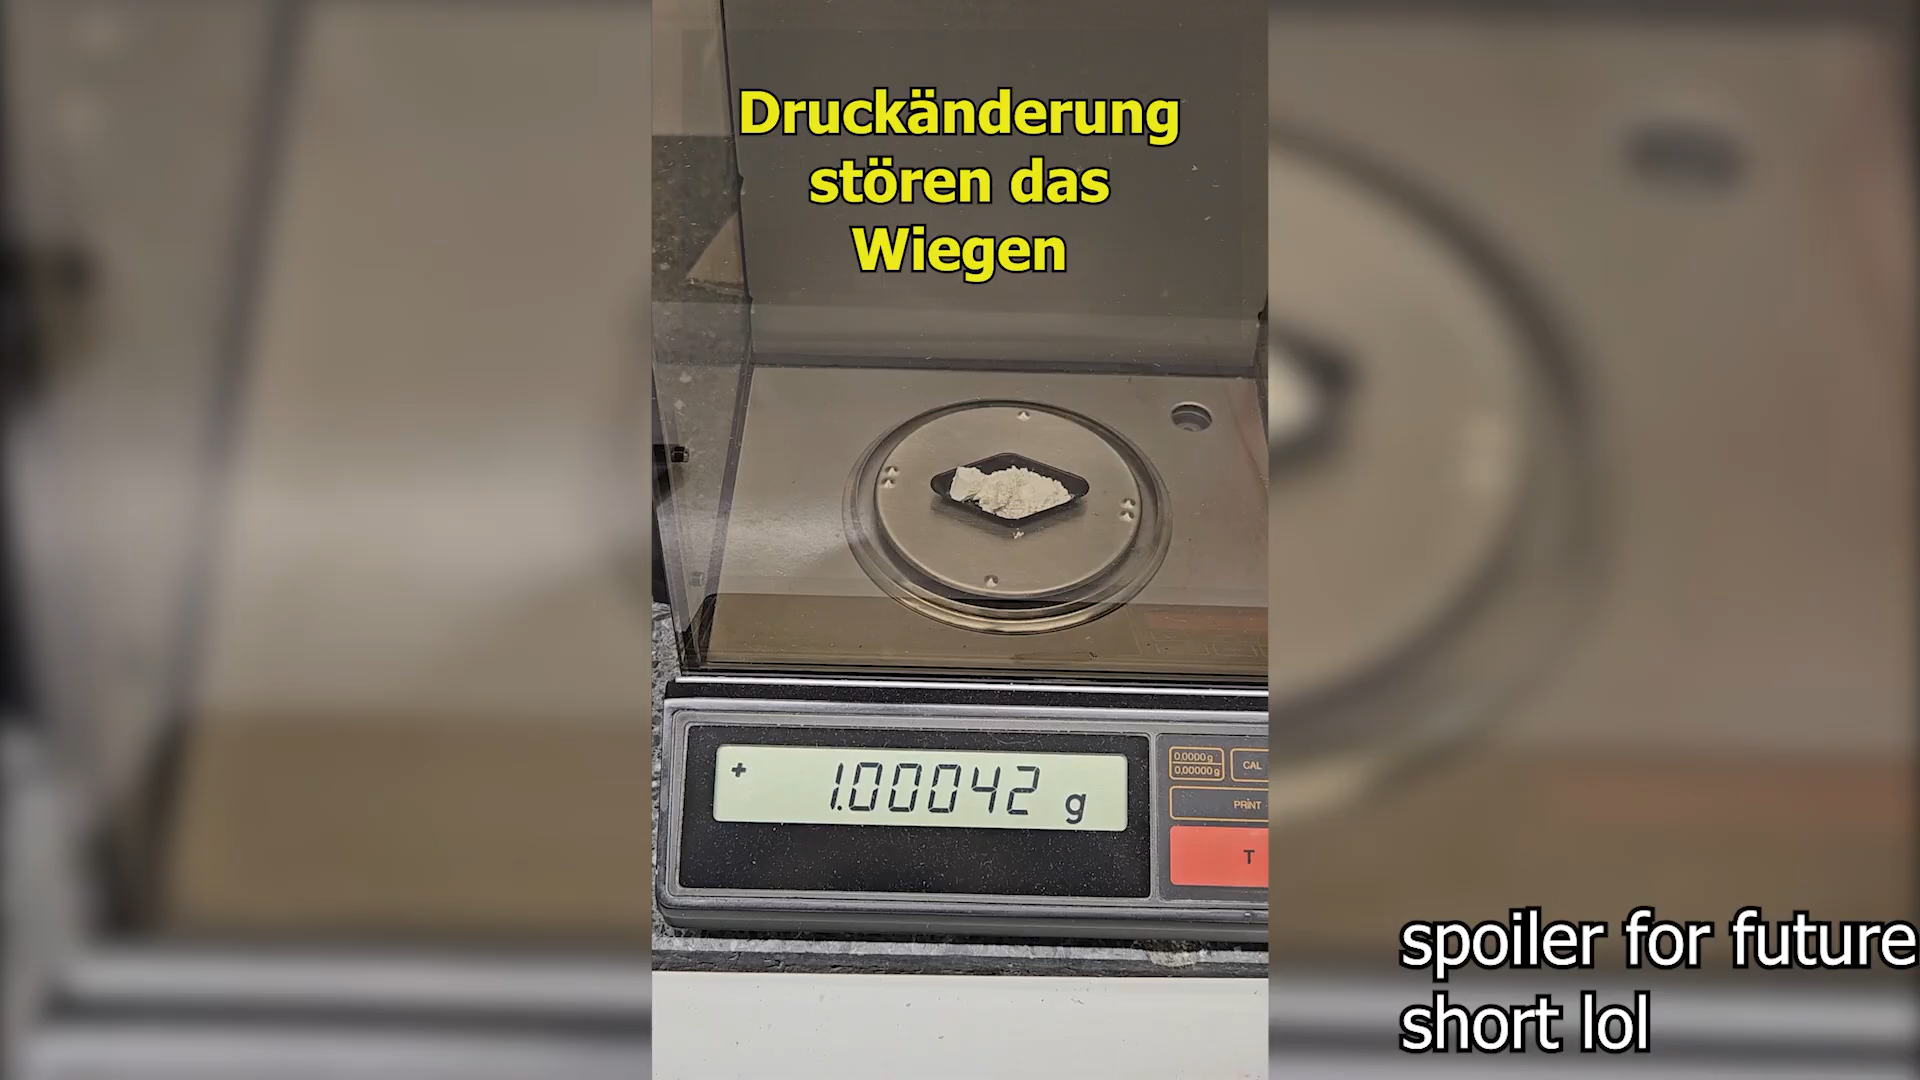 Druckänderung
stören das
Wiegen
+ 1.00042 g
0.0000 g
0.00000 g
CAL
PRINT
T
spoiler for future
short lol